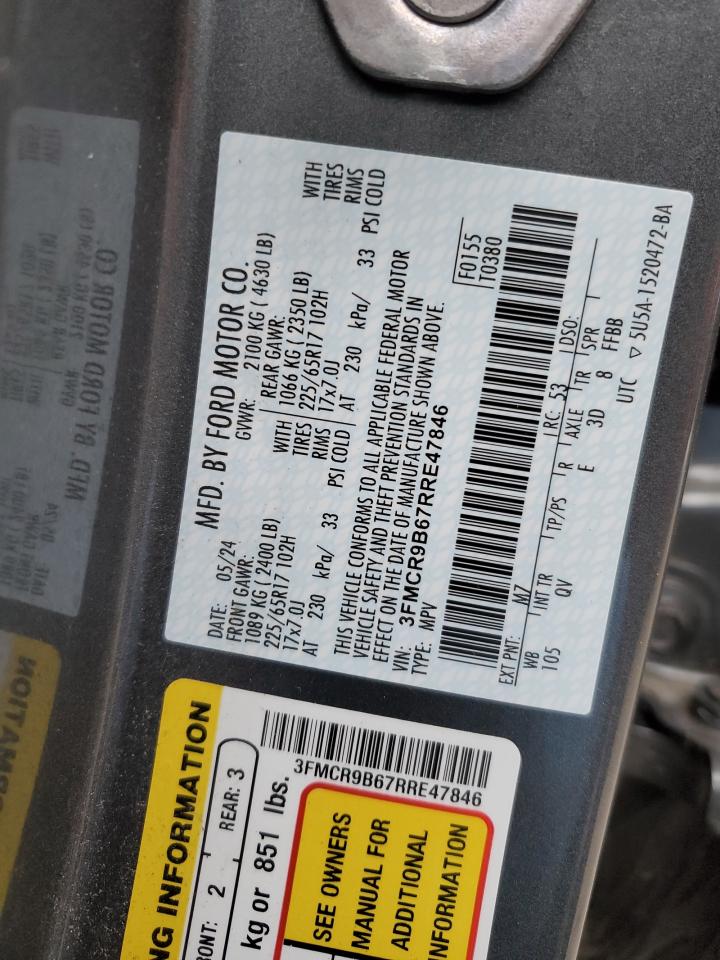 MFD. BY FORD MOTOR CO.
DATE: 05/24
GVWR: 2100 KG ( 4630 LB)
FRONT GAWR:
1089 KG ( 2400 LB)
WITH
225/65R17 102H
TIRES
17x7.0J
RIMS
AT 230 kPa/ 33 PSI COLD
REAR GAWR:
1066 KG ( 2350 LB)
WITH
225/65R17 102H
TIRES
17x7.0J
RIMS
AT 230 kPa/ 33 PSI COLD
THIS VEHICLE CONFORMS TO ALL APPLICABLE FEDERAL MOTOR
VEHICLE SAFETY AND THEFT PREVENTION STANDARDS IN
EFFECT ON THE DATE OF MANUFACTURE SHOWN ABOVE.
VIN: 3FMCR9B67RRE47846
TYPE: MPV
F0155
T0380
EXT PNT: M7 RC: 53 DSO:
WB INT TR TP/PS R AXLE TR SPR
105 QV E 3D 8 FFBB
UTC ▽ 5U5A-1520472-BA
NG INFORMATION
RONT: 2 REAR: 3
kg or 851 lbs.
3FMCR9B67RRE47846
SEE OWNERS
MANUAL FOR
ADDITIONAL
INFORMATION